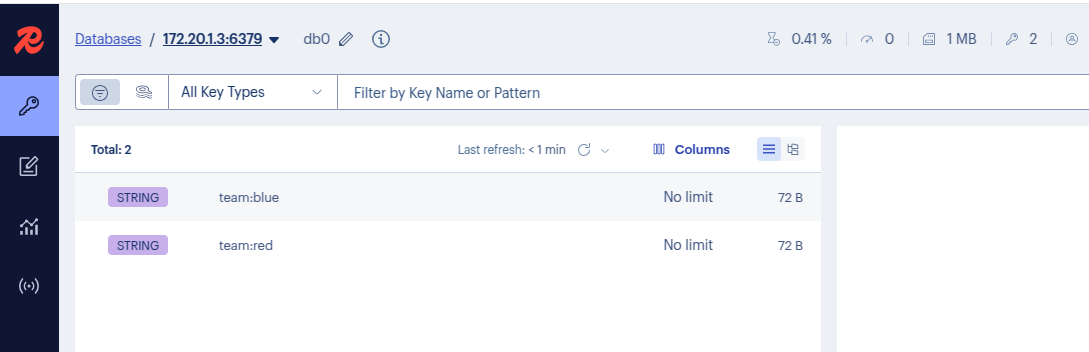 Databases / 172.20.1.3:6379 db0 0.41 % 0 1 MB 2
All Key Types Filter by Key Name or Pattern
Total: 2 Last refresh: < 1 min Columns
STRING team:blue No limit 72 B
STRING team:red No limit 72 B